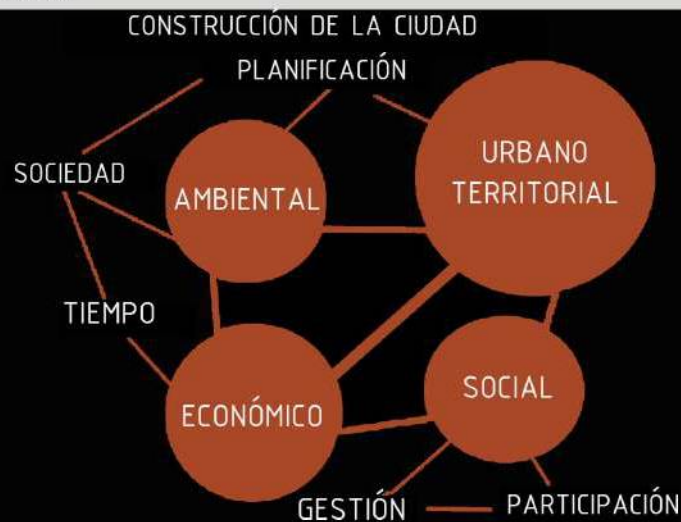 CONSTRUCCIÓN DE LA CIUDAD
PLANIFICACIÓN
URBANO
TERRITORIAL
SOCIEDAD
AMBIENTAL
TIEMPO
ECONÓMICO
SOCIAL
GESTIÓN
PARTICIPACIÓN